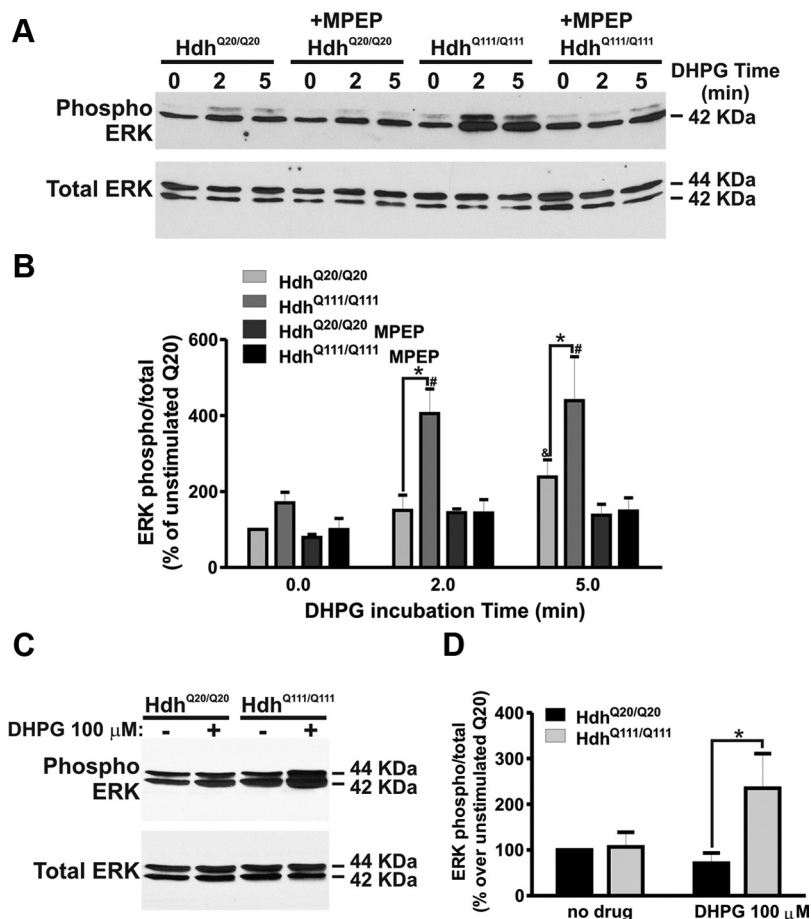 A
+MPEP +MPEP
Hdh^Q20/Q20 Hdh^Q20/Q20 Hdh^Q111/Q111 Hdh^Q111/Q111
0 2 5 0 2 5 0 2 5 0 2 5 DHPG Time
(min)
Phospho
ERK
42 KDa
Total ERK
44 KDa
42 KDa
B
Hdh^Q20/Q20
Hdh^Q111/Q111
Hdh^Q20/Q20 MPEP
Hdh^Q111/Q111 MPEP
ERK phospho/total
(% of unstimulated Q20)
600
400
200
0
* #
& * #
0.0 2.0 5.0
DHPG incubation Time (min)
C
Hdh^Q20/Q20 Hdh^Q111/Q111
DHPG 100 μM: - + - +
Phospho
ERK
44 KDa
42 KDa
Total ERK
44 KDa
42 KDa
D
Hdh^Q20/Q20
Hdh^Q111/Q111
ERK phospho/total
(% over unstimulated Q20)
400
300
200
100
0
*
no drug DHPG 100 μM